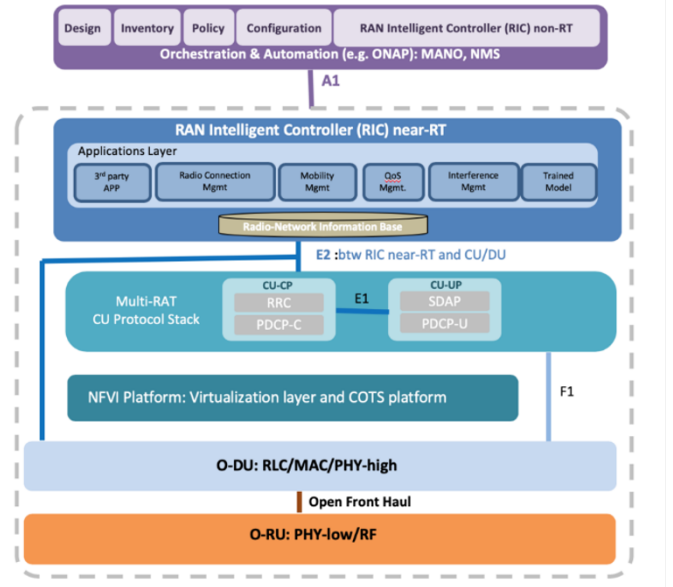 Design
Inventory
Policy
Configuration
RAN Intelligent Controller (RIC) non-RT
Orchestration & Automation (e.g. ONAP): MANO, NMS
A1
RAN Intelligent Controller (RIC) near-RT
Applications Layer
3rd party
APP
Radio Connection
Mgmt
Mobility
Mgmt
QoS
Mgmt.
Interference
Mgmt
Trained
Model
Radio-Network Information Base
E2 :btw RIC near-RT and CU/DU
Multi-RAT
CU Protocol Stack
CU-CP
RRC
PDCP-C
E1
CU-UP
SDAP
PDCP-U
NFVI Platform: Virtualization layer and COTS platform
F1
O-DU: RLC/MAC/PHY-high
Open Front Haul
O-RU: PHY-low/RF